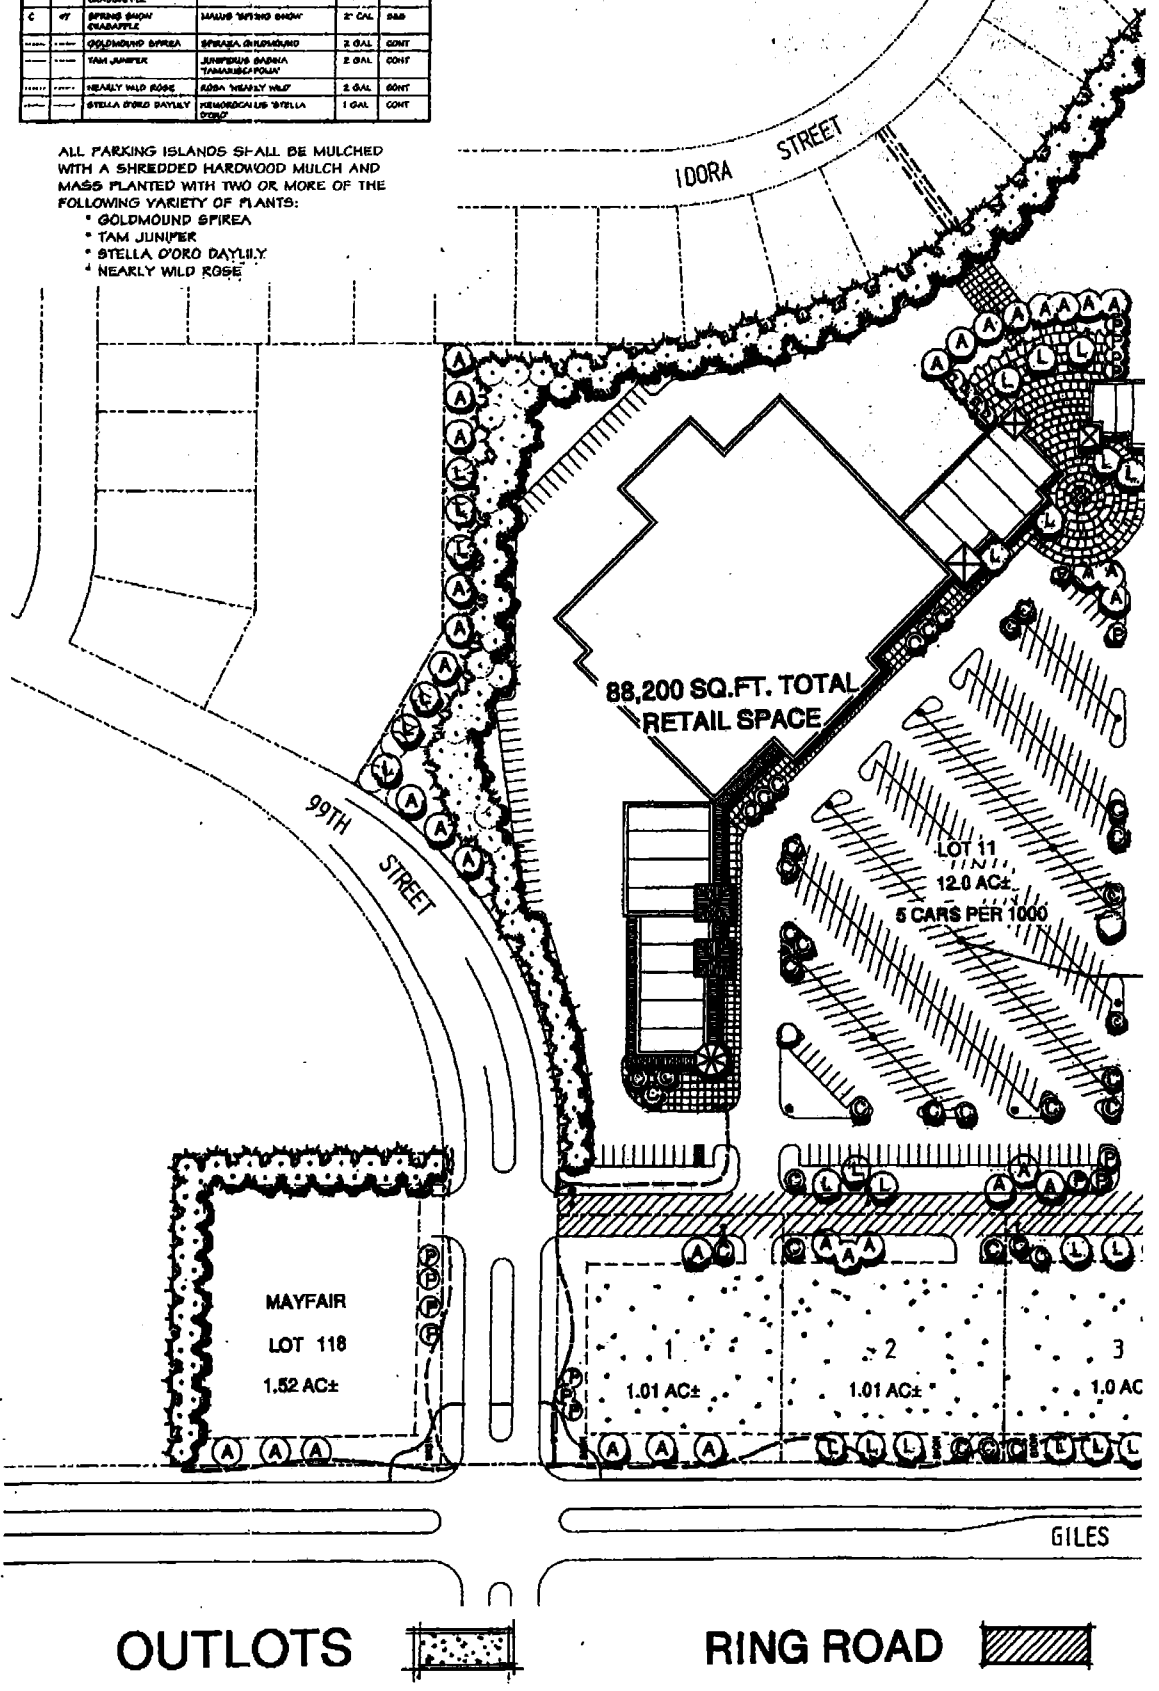 C 47 SPRING SNOW MALUS 'SPRING SNOW' 2" CAL B&B
CRABAPPLE
GOLDMOUND SPIREA SPIRAEA GOLDMOUND 2 GAL CONT
TAM JUNIPER JUNIPERUS SABINA 2 GAL CONT
'TAMARISCIFOLIA'
NEARLY WILD ROSE ROSA 'NEARLY WILD' 2 GAL CONT
STELLA D'ORO DAYLILY HEMOROCALLIS 'STELLA 1 GAL CONT
D'ORO'
ALL PARKING ISLANDS SHALL BE MULCHED
WITH A SHREDDED HARDWOOD MULCH AND
MASS PLANTED WITH TWO OR MORE OF THE
FOLLOWING VARIETY OF PLANTS:
* GOLDMOUND SPIREA
* TAM JUNIPER
* STELLA D'ORO DAYLILY
* NEARLY WILD ROSE
IDORA STREET
A A A A A A A
L L L
A
A
A
L
L
L
A
A
A
L
L
L
A
A
A
88,200 SQ.FT. TOTAL
RETAIL SPACE
99TH
STREET
LOT 11
12.0 AC±
5 CARS PER 1000
MAYFAIR
LOT 118
1.52 AC±
P
P
P
P
1
1.01 AC±
2
1.01 AC±
3
1.0 AC
A A A
A A A
L L L
C C C
L L L
GILES
OUTLOTS
RING ROAD